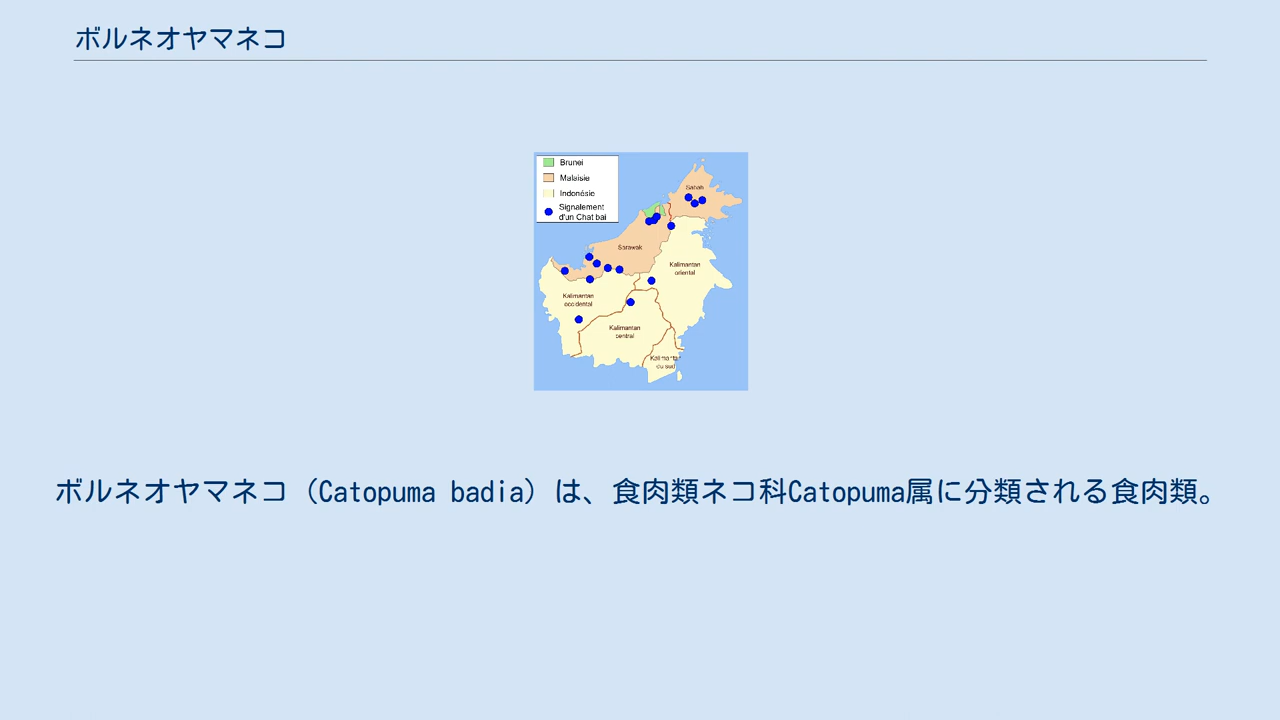 ボルネオヤマネコ
Brunei
Malaisie
Indonésie
Signalement
d'un Chat bai
Sabah
Sarawak
Kalimantan
oriental
Kalimantan
occidental
Kalimantan
central
Kalimantan
du sud
ボルネオヤマネコ（Catopuma badia）は、食肉類ネコ科Catopuma属に分類される食肉類。